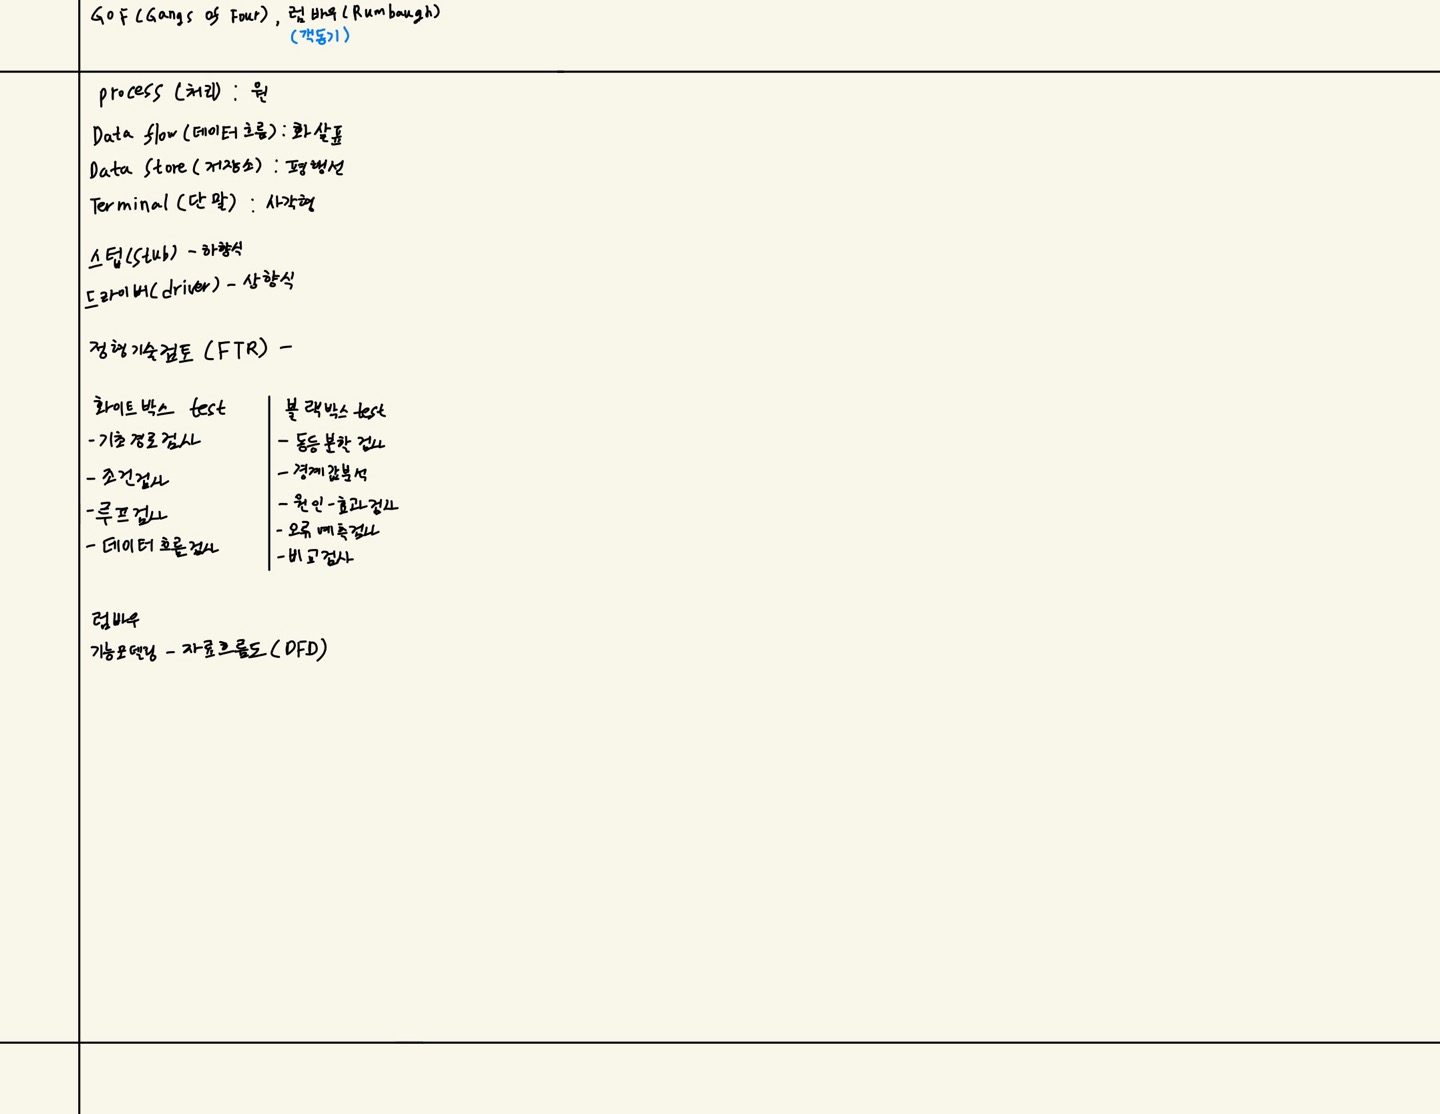 GOF (Gangs of Four), 럼바우(Rumbaugh)
(객동기)
process (처리) : 원
Data flow (데이터 흐름) : 화살표
Data Store (저장소) : 평행선
Terminal (단말) : 사각형
스텁(Stub) - 하향식
드라이버(driver) - 상향식
정형기술검토 (FTR) -
화이트박스 test
- 기초경로검사
- 조건검사
- 루프검사
- 데이터 흐름검사
블랙박스 test
- 동등분할 검사
- 경계값분석
- 원인-효과검사
- 오류예측검사
- 비교검사
럼바우
기능모델링 - 자료흐름도(DFD)